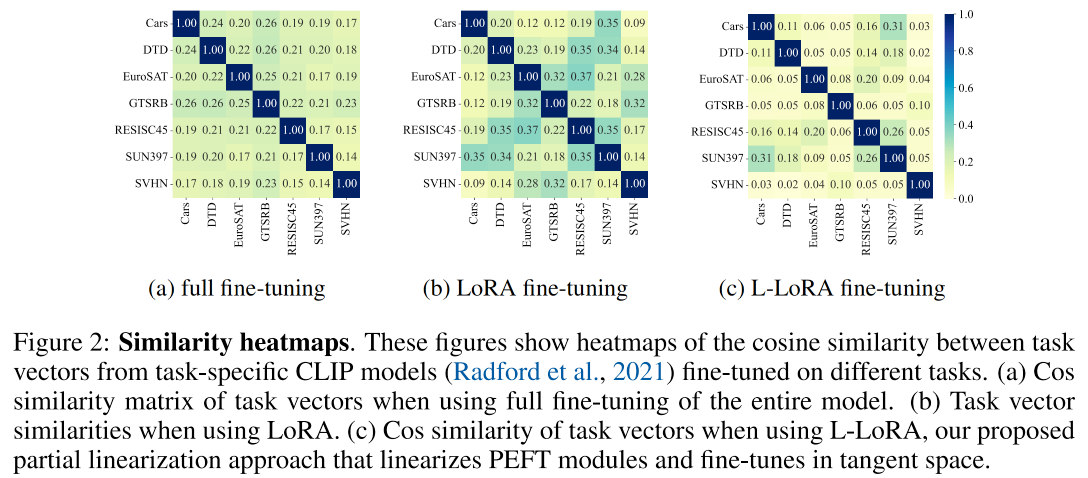 Cars 1.00 0.24 0.20 0.26 0.19 0.19 0.17
DTD 0.24 1.00 0.22 0.26 0.21 0.20 0.18
EuroSAT 0.20 0.22 1.00 0.25 0.21 0.17 0.19
GTSRB 0.26 0.26 0.25 1.00 0.22 0.21 0.23
RESISC45 0.19 0.21 0.21 0.22 1.00 0.17 0.15
SUN397 0.19 0.20 0.17 0.21 0.17 1.00 0.14
SVHN 0.17 0.18 0.19 0.23 0.15 0.14 1.00
Cars DTD EuroSAT GTSRB RESISC45 SUN397 SVHN
(a) full fine-tuning
Cars 1.00 0.20 0.12 0.12 0.19 0.35 0.09
DTD 0.20 1.00 0.23 0.19 0.35 0.34 0.14
EuroSAT 0.12 0.23 1.00 0.32 0.37 0.21 0.28
GTSRB 0.12 0.19 0.32 1.00 0.22 0.18 0.32
RESISC45 0.19 0.35 0.37 0.22 1.00 0.35 0.17
SUN397 0.35 0.34 0.21 0.18 0.35 1.00 0.14
SVHN 0.09 0.14 0.28 0.32 0.17 0.14 1.00
Cars DTD EuroSAT GTSRB RESISC45 SUN397 SVHN
(b) LoRA fine-tuning
Cars 1.00 0.11 0.06 0.05 0.16 0.31 0.03
DTD 0.11 1.00 0.05 0.05 0.14 0.18 0.02
EuroSAT 0.06 0.05 1.00 0.08 0.20 0.09 0.04
GTSRB 0.05 0.05 0.08 1.00 0.06 0.05 0.10
RESISC45 0.16 0.14 0.20 0.06 1.00 0.26 0.05
SUN397 0.31 0.18 0.09 0.05 0.26 1.00 0.05
SVHN 0.03 0.02 0.04 0.10 0.05 0.05 1.00
Cars DTD EuroSAT GTSRB RESISC45 SUN397 SVHN
1.0
0.8
0.6
0.4
0.2
0.0
(c) L-LoRA fine-tuning
Figure 2: Similarity heatmaps. These figures show heatmaps of the cosine similarity between task
vectors from task-specific CLIP models (Radford et al., 2021) fine-tuned on different tasks. (a) Cos
similarity matrix of task vectors when using full fine-tuning of the entire model. (b) Task vector
similarities when using LoRA. (c) Cos similarity of task vectors when using L-LoRA, our proposed
partial linearization approach that linearizes PEFT modules and fine-tunes in tangent space.